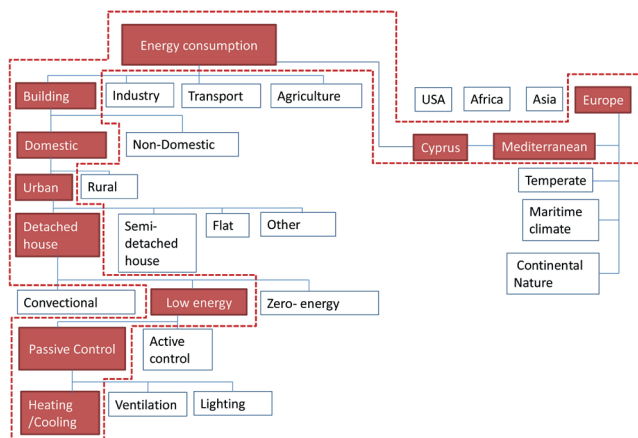 Energy consumption
Building
Industry
Transport
Agriculture
USA
Africa
Asia
Europe
Domestic
Non-Domestic
Cyprus
Mediterranean
Urban
Rural
Temperate
Detached
house
Semi-
detached
house
Flat
Other
Maritime
climate
Continental
Nature
Convectional
Low energy
Zero- energy
Passive Control
Active
control
Heating
/Cooling
Ventilation
Lighting